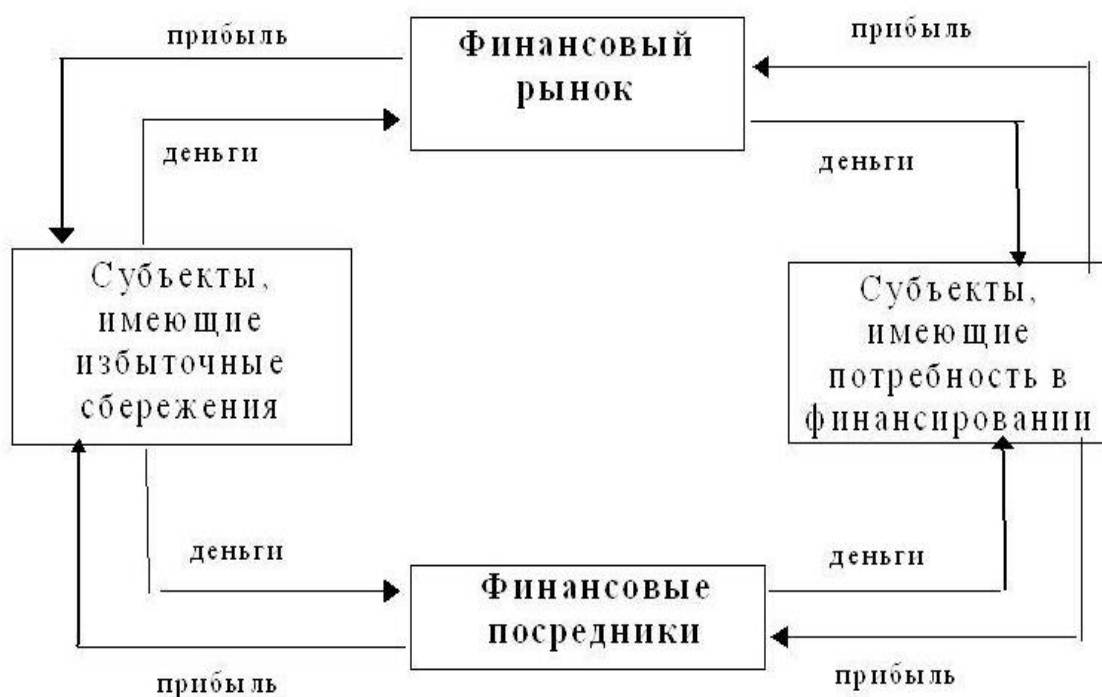 прибыль
Финансовый
рынок
прибыль
деньги
деньги
Субъекты,
имеющие
избыточные
сбережения
Субъекты,
имеющие
потребность в
финансировании
деньги
деньги
Финансовые
посредники
прибыль
прибыль